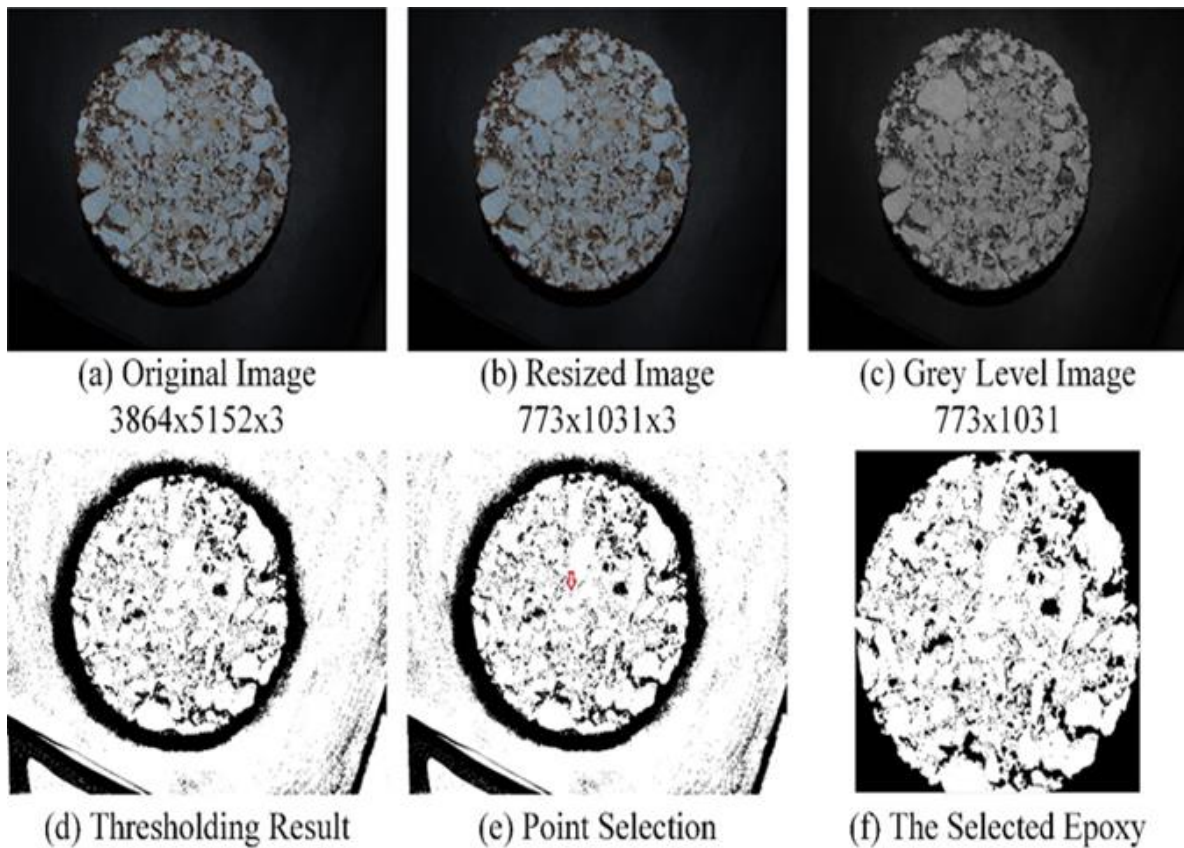 (a) Original Image
3864x5152x3
(b) Resized Image
773x1031x3
(c) Grey Level Image
773x1031
(d) Thresholding Result
(e) Point Selection
(f) The Selected Epoxy